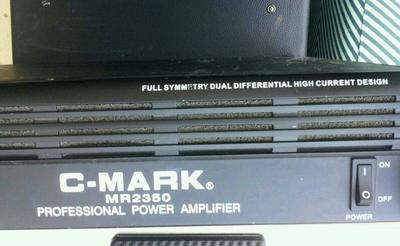 FULL SYMMETRY DUAL DIFFERENTIAL HIGH CURRENT DESIGN
C-MARK®
MR2350
PROFESSIONAL POWER AMPLIFIER
ON
I
O
OFF
POWER